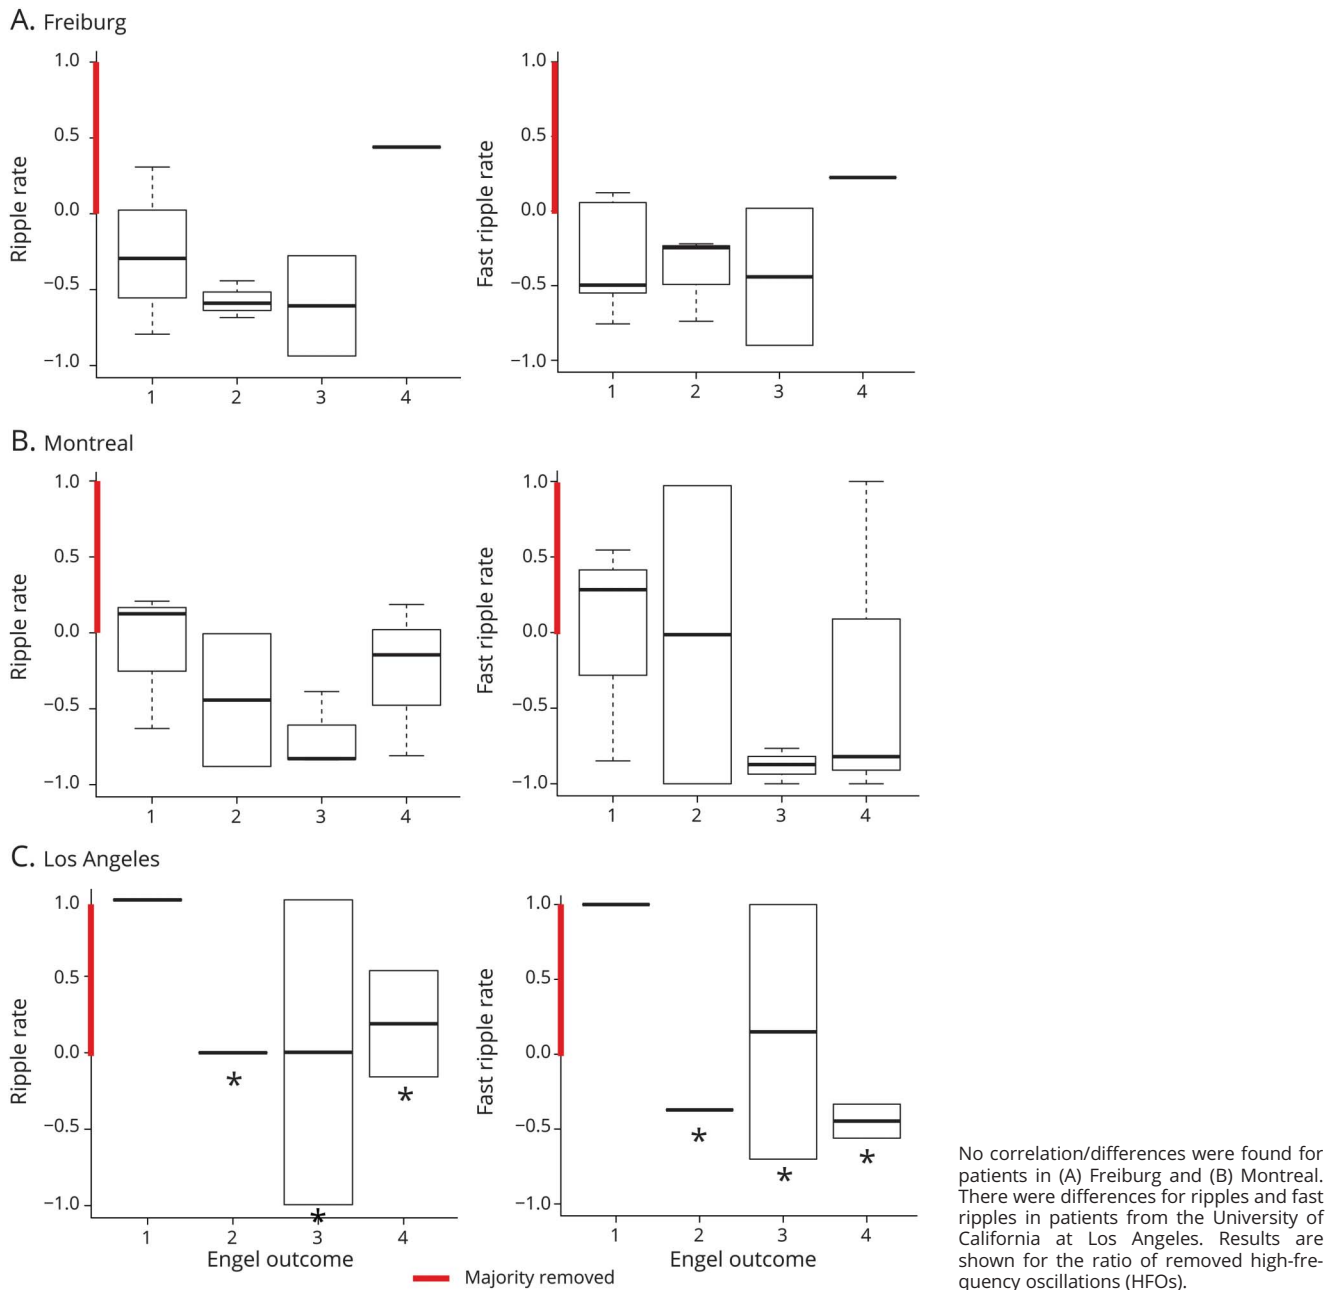 A. Freiburg
1.0
0.5
0.0
−0.5
−1.0
Ripple rate
1 2 3 4
1.0
0.5
0.0
−0.5
−1.0
Fast ripple rate
1 2 3 4
B. Montreal
1.0
0.5
0.0
−0.5
−1.0
Ripple rate
1 2 3 4
1.0
0.5
0.0
−0.5
−1.0
Fast ripple rate
1 2 3 4
C. Los Angeles
1.0
0.5
0.0
−0.5
−1.0
Ripple rate
* * *
1 2 3 4
Engel outcome
1.0
0.5
0.0
−0.5
−1.0
Fast ripple rate
* * *
1 2 3 4
Engel outcome
Majority removed
No correlation/differences were found for
patients in (A) Freiburg and (B) Montreal.
There were differences for ripples and fast
ripples in patients from the University of
California at Los Angeles. Results are
shown for the ratio of removed high-fre-
quency oscillations (HFOs).